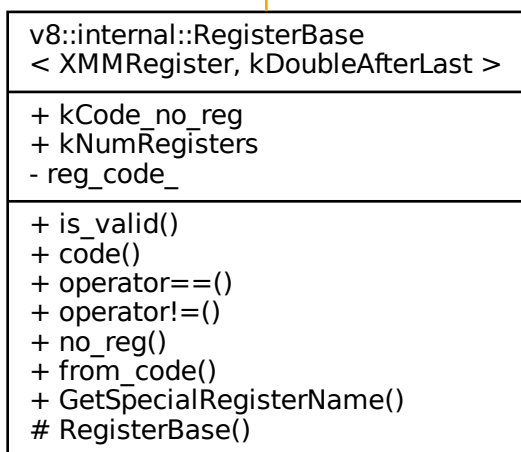 v8::internal::RegisterBase
< XMMRegister, kDoubleAfterLast >
+ kCode_no_reg
+ kNumRegisters
- reg_code_
+ is_valid()
+ code()
+ operator==()
+ operator!=()
+ no_reg()
+ from_code()
+ GetSpecialRegisterName()
# RegisterBase()